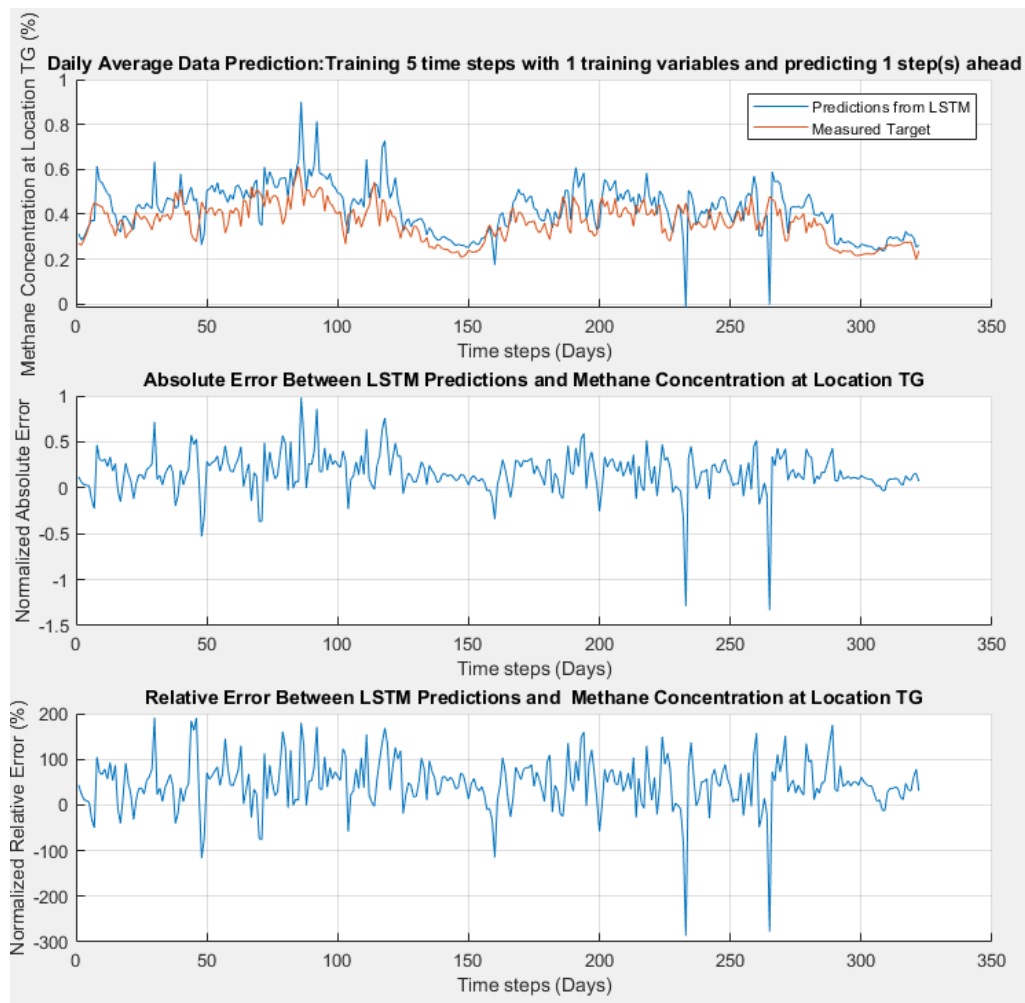 Daily Average Data Prediction:Training 5 time steps with 1 training variables and predicting 1 step(s) ahead
Methane Concentration at Location TG (%)
1
0.8
0.6
0.4
0.2
0
Predictions from LSTM
Measured Target
0 50 100 150 200 250 300 350
Time steps (Days)
Absolute Error Between LSTM Predictions and Methane Concentration at Location TG
Normalized Absolute Error
1
0.5
0
-0.5
-1
-1.5
0 50 100 150 200 250 300 350
Time steps (Days)
Relative Error Between LSTM Predictions and Methane Concentration at Location TG
Normalized Relative Error (%)
200
100
0
-100
-200
-300
0 50 100 150 200 250 300 350
Time steps (Days)